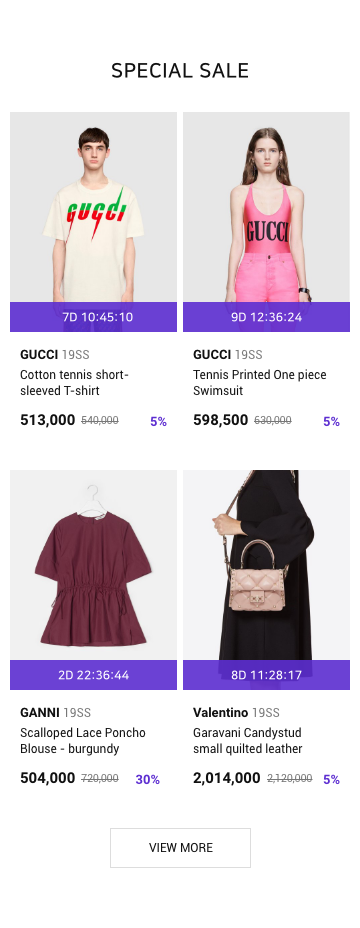 SPECIAL SALE
GUCCI
GUCCI
7D 10:45:10
9D 12:36:24
GUCCI 19SS
Cotton tennis short-
sleeved T-shirt
513,000 540,000 5%
GUCCI 19SS
Tennis Printed One piece
Swimsuit
598,500 630,000 5%
2D 22:36:44
8D 11:28:17
GANNI 19SS
Scalloped Lace Poncho
Blouse - burgundy
504,000 720,000 30%
Valentino 19SS
Garavani Candystud
small quilted leather
2,014,000 2,120,000 5%
VIEW MORE